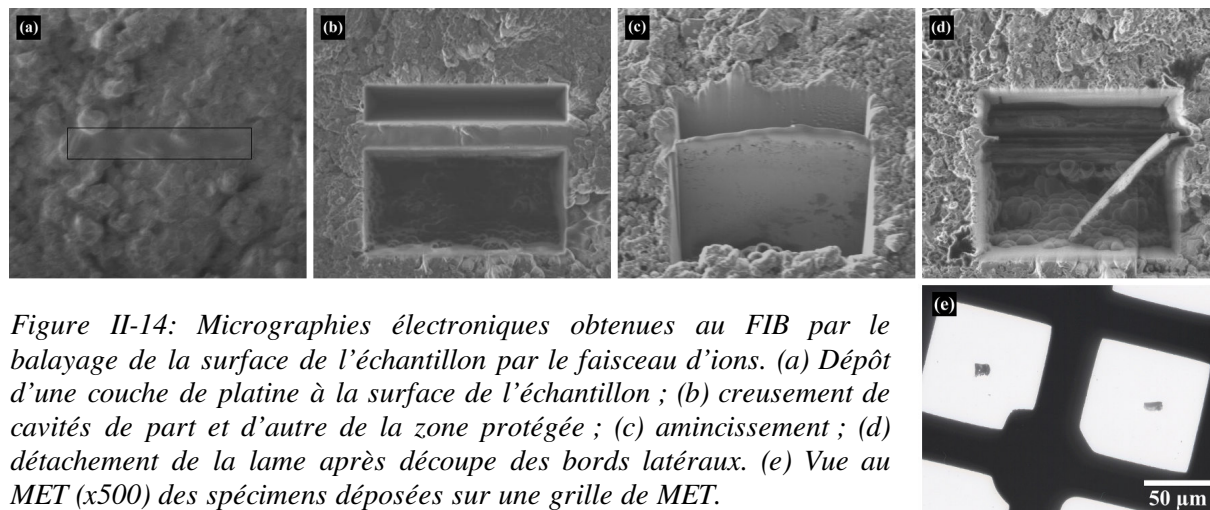 (a)
(b)
(c)
(d)
(e)
Figure II-14: Micrographies électroniques obtenues au FIB par le
balayage de la surface de l'échantillon par le faisceau d'ions. (a) Dépôt
d'une couche de platine à la surface de l'échantillon ; (b) creusement de
cavités de part et d'autre de la zone protégée ; (c) amincissement ; (d)
détachement de la lame après découpe des bords latéraux. (e) Vue au
MET (x500) des spécimens déposées sur une grille de MET.
50 µm